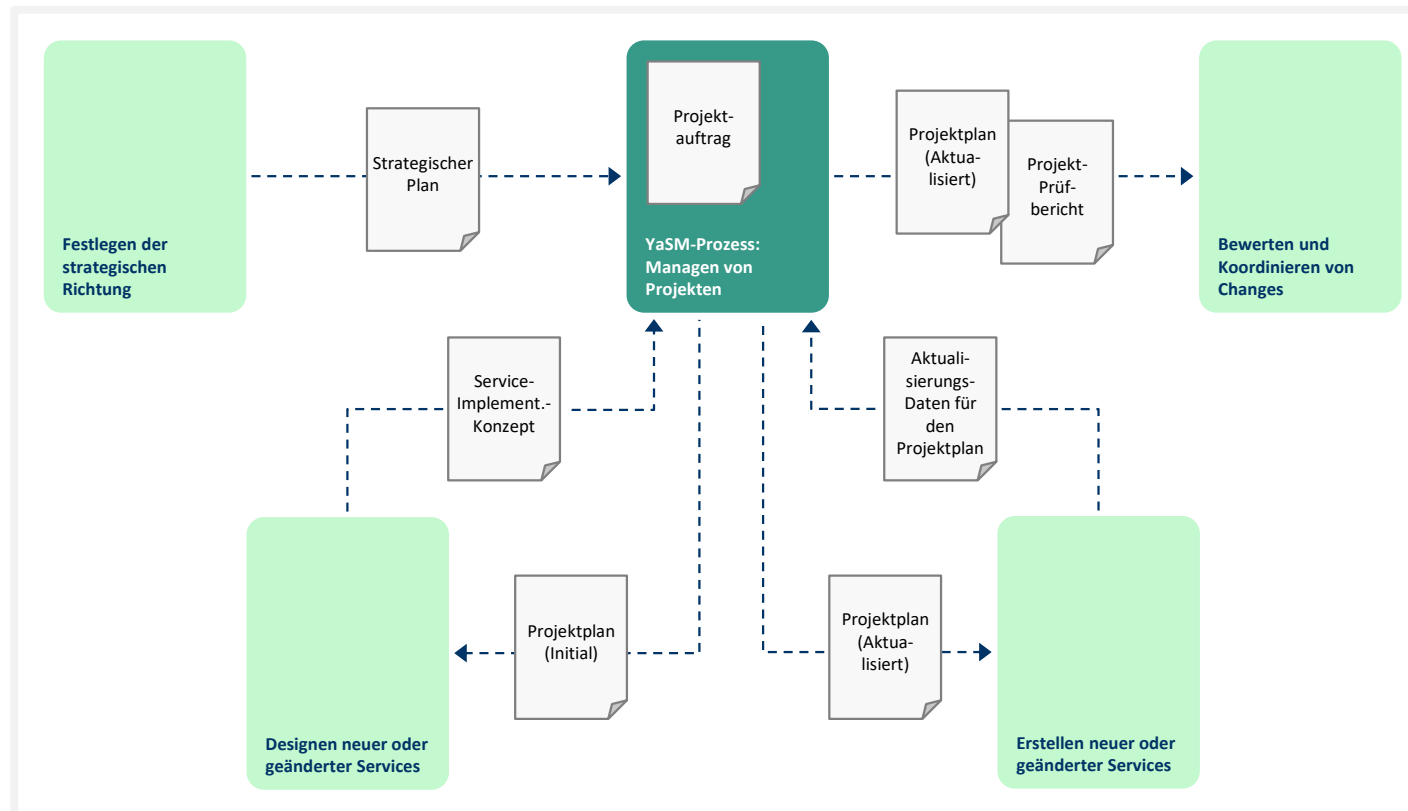 Strategischer
Plan
Festlegen der
strategischen
Richtung
Projekt-
auftrag
YaSM-Prozess:
Managen von
Projekten
Projektplan
(Aktua-
lisiert)
Projekt-
Prüf-
bericht
Bewerten und
Koordinieren von
Changes
Service-
Implement.-
Konzept
Aktuali-
sierungs-
Daten für
den
Projektplan
Projektplan
(Initial)
Projektplan
(Aktua-
lisiert)
Designen neuer oder
geänderter Services
Erstellen neuer oder
geänderter Services